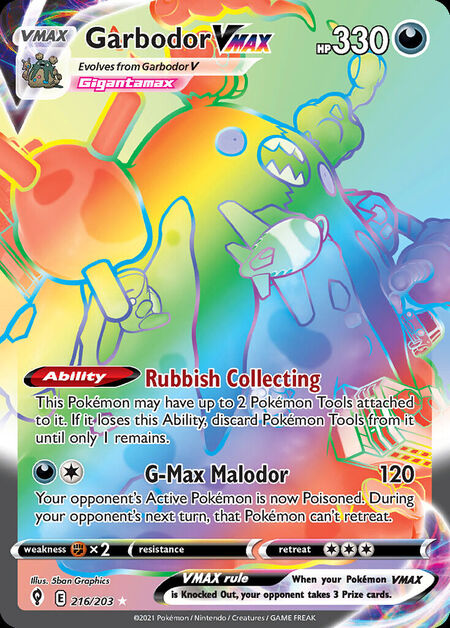 VMAX
Garbodor VMAX HP 330
Evolves from Garbodor V
Gigantamax
Ability Rubbish Collecting
This Pokémon may have up to 2 Pokémon Tools attached
to it. If it loses this Ability, discard Pokémon Tools from it
until only 1 remains.
G-Max Malodor 120
Your opponent's Active Pokémon is now Poisoned. During
your opponent's next turn, that Pokémon can't retreat.
weakness ×2 resistance retreat
Illus. Sban Graphics
E 216/203
VMAX rule When your Pokémon VMAX
is Knocked Out, your opponent takes 3 Prize cards.
©2021 Pokémon / Nintendo / Creatures / GAME FREAK